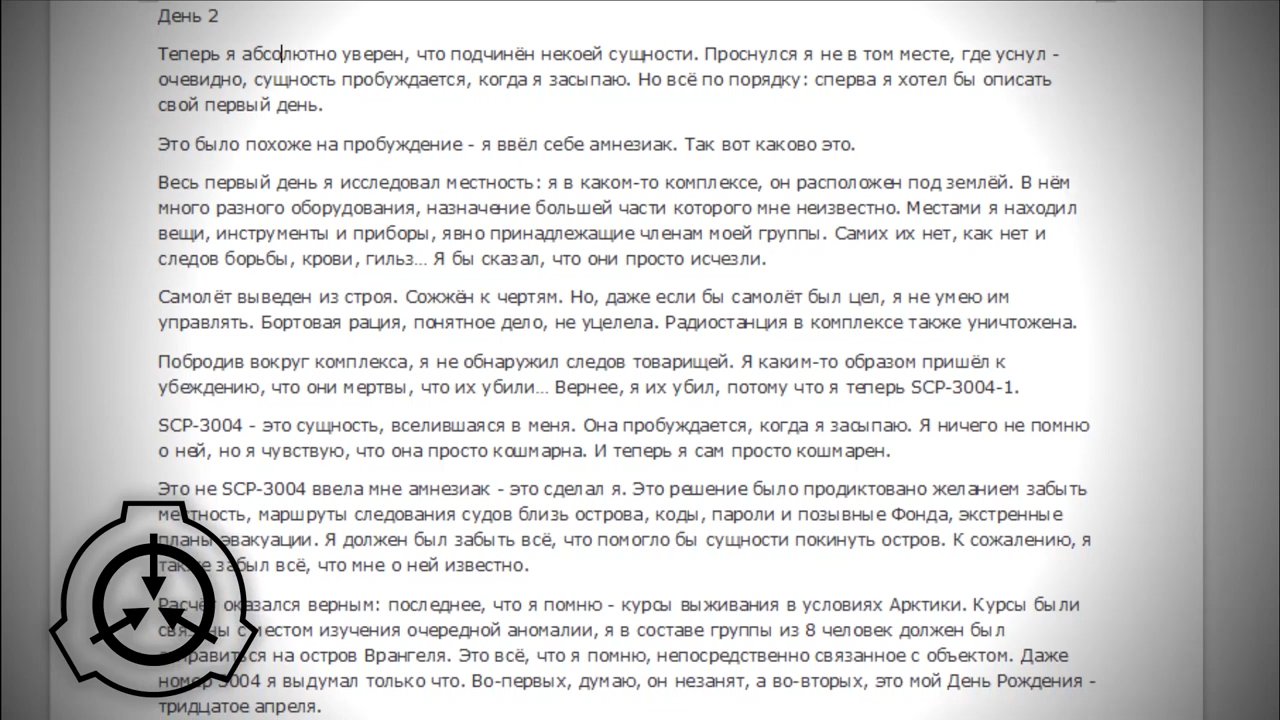 День 2
Теперь я абсолютно уверен, что подчинён некоей сущности. Проснулся я не в том месте, где уснул -
очевидно, сущность пробуждается, когда я засыпаю. Но всё по порядку: сперва я хотел бы описать
свой первый день.
Это было похоже на пробуждение - я ввёл себе амнезиак. Так вот каково это.
Весь первый день я исследовал местность: я в каком-то комплексе, он расположен под землёй. В нём
много разного оборудования, назначение большей части которого мне неизвестно. Местами я находил
вещи, инструменты и приборы, явно принадлежащие членам моей группы. Самих их нет, как нет и
следов борьбы, крови, гильз... Я бы сказал, что они просто исчезли.
Самолёт выведен из строя. Сожжён к чертям. Но, даже если бы самолёт был цел, я не умею им
управлять. Бортовая рация, понятное дело, не уцелела. Радиостанция в комплексе также уничтожена.
Побродив вокруг комплекса, я не обнаружил следов товарищей. Я каким-то образом пришёл к
убеждению, что они мертвы, что их убили... Вернее, я их убил, потому что я теперь SCP-3004-1.
SCP-3004 - это сущность, вселившаяся в меня. Она пробуждается, когда я засыпаю. Я ничего не помню
о ней, но я чувствую, что она просто кошмарна. И теперь я сам просто кошмарен.
Это не SCP-3004 ввела мне амнезиак - это сделал я. Это решение было продиктовано желанием забыть
местность, маршруты следования судов близь острова, коды, пароли и позывные Фонда, экстренные
планы эвакуации. Я должен был забыть всё, что помогло бы сущности покинуть остров. К сожалению, я
также забыл всё, что мне о ней известно.
Расчёт оказался верным: последнее, что я помню - курсы выживания в условиях Арктики. Курсы были
связаны с местом изучения очередной аномалии, я в составе группы из 8 человек должен был
отправиться на остров Врангеля. Это всё, что я помню, непосредственно связанное с объектом. Даже
номер 3004 я выдумал только что. Во-первых, думаю, он незанят, а во-вторых, это мой День Рождения -
тридцатое апреля.